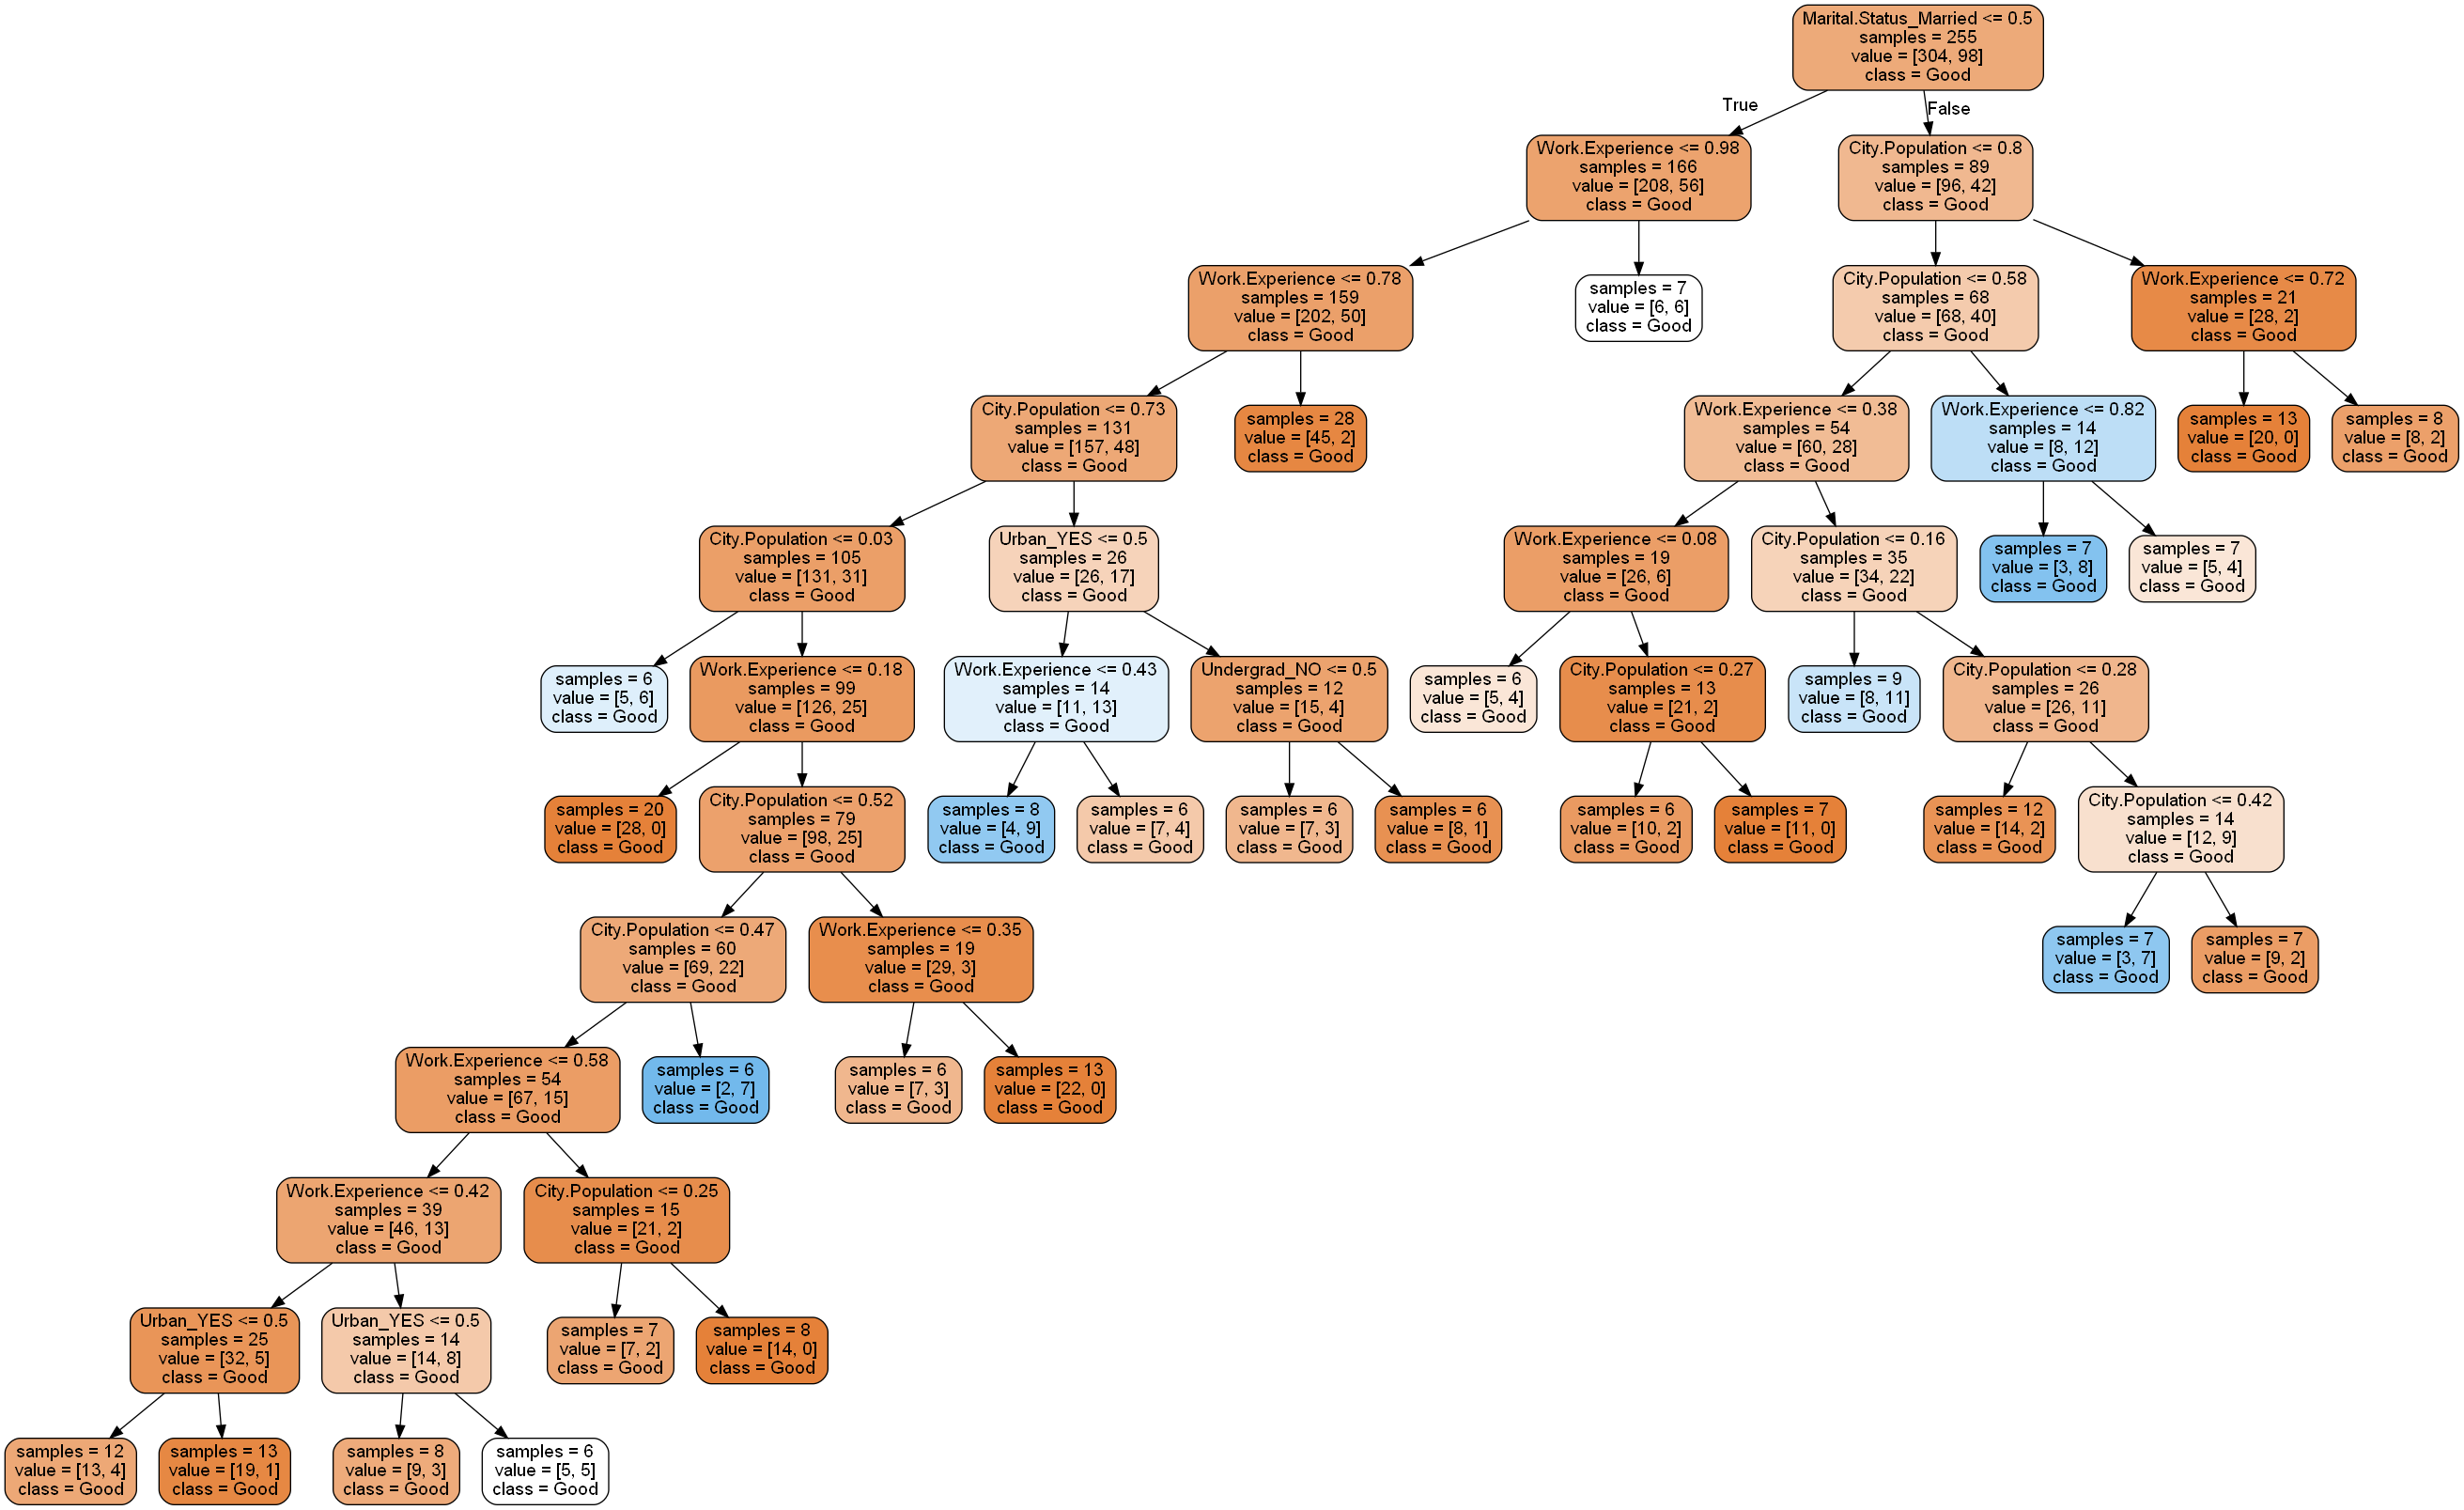 Marital.Status_Married <= 0.5
samples = 255
value = [304, 98]
class = Good
True
False
Work.Experience <= 0.98
samples = 166
value = [208, 56]
class = Good
City.Population <= 0.8
samples = 89
value = [96, 42]
class = Good
Work.Experience <= 0.78
samples = 159
value = [202, 50]
class = Good
samples = 7
value = [6, 6]
class = Good
City.Population <= 0.58
samples = 68
value = [68, 40]
class = Good
Work.Experience <= 0.72
samples = 21
value = [28, 2]
class = Good
City.Population <= 0.73
samples = 131
value = [157, 48]
class = Good
samples = 28
value = [45, 2]
class = Good
Work.Experience <= 0.38
samples = 54
value = [60, 28]
class = Good
Work.Experience <= 0.82
samples = 14
value = [8, 12]
class = Good
samples = 13
value = [20, 0]
class = Good
samples = 8
value = [8, 2]
class = Good
City.Population <= 0.03
samples = 105
value = [131, 31]
class = Good
Urban_YES <= 0.5
samples = 26
value = [26, 17]
class = Good
Work.Experience <= 0.08
samples = 19
value = [26, 6]
class = Good
City.Population <= 0.16
samples = 35
value = [34, 22]
class = Good
samples = 7
value = [3, 8]
class = Good
samples = 7
value = [5, 4]
class = Good
samples = 6
value = [5, 6]
class = Good
Work.Experience <= 0.18
samples = 99
value = [126, 25]
class = Good
Work.Experience <= 0.43
samples = 14
value = [11, 13]
class = Good
Undergrad_NO <= 0.5
samples = 12
value = [15, 4]
class = Good
samples = 6
value = [5, 4]
class = Good
City.Population <= 0.27
samples = 13
value = [21, 2]
class = Good
samples = 9
value = [8, 11]
class = Good
City.Population <= 0.28
samples = 26
value = [26, 11]
class = Good
samples = 20
value = [28, 0]
class = Good
City.Population <= 0.52
samples = 79
value = [98, 25]
class = Good
samples = 8
value = [4, 9]
class = Good
samples = 6
value = [7, 4]
class = Good
samples = 6
value = [7, 3]
class = Good
samples = 6
value = [8, 1]
class = Good
samples = 6
value = [10, 2]
class = Good
samples = 7
value = [11, 0]
class = Good
samples = 12
value = [14, 2]
class = Good
City.Population <= 0.42
samples = 14
value = [12, 9]
class = Good
City.Population <= 0.47
samples = 60
value = [69, 22]
class = Good
Work.Experience <= 0.35
samples = 19
value = [29, 3]
class = Good
samples = 7
value = [3, 7]
class = Good
samples = 7
value = [9, 2]
class = Good
Work.Experience <= 0.58
samples = 54
value = [67, 15]
class = Good
samples = 6
value = [2, 7]
class = Good
samples = 6
value = [7, 3]
class = Good
samples = 13
value = [22, 0]
class = Good
Work.Experience <= 0.42
samples = 39
value = [46, 13]
class = Good
City.Population <= 0.25
samples = 15
value = [21, 2]
class = Good
Urban_YES <= 0.5
samples = 25
value = [32, 5]
class = Good
Urban_YES <= 0.5
samples = 14
value = [14, 8]
class = Good
samples = 7
value = [7, 2]
class = Good
samples = 8
value = [14, 0]
class = Good
samples = 12
value = [13, 4]
class = Good
samples = 13
value = [19, 1]
class = Good
samples = 8
value = [9, 3]
class = Good
samples = 6
value = [5, 5]
class = Good